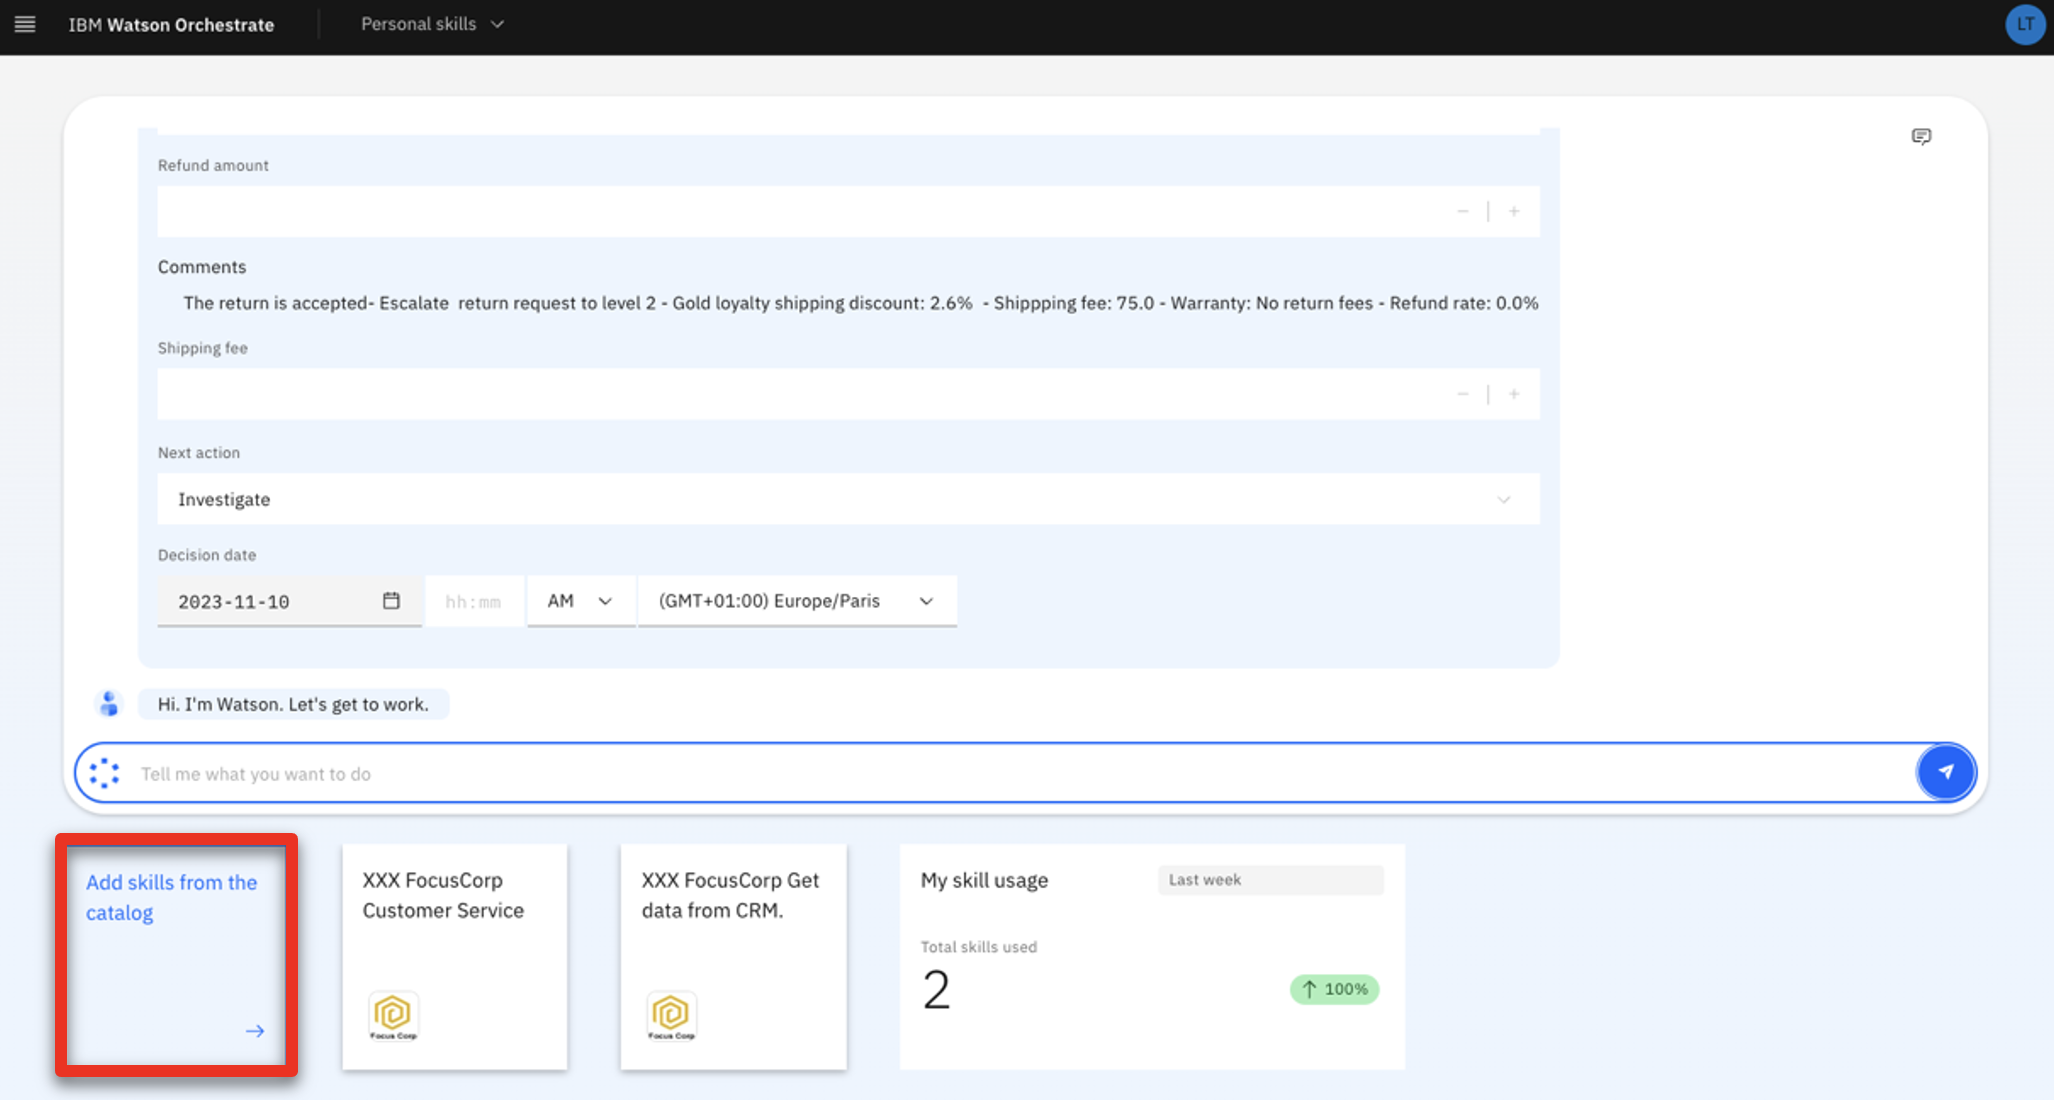 IBM Watson Orchestrate
Personal skills
LT
Refund amount
Comments
The return is accepted- Escalate  return request to level 2 - Gold loyalty shipping discount: 2.6%  - Shippping fee: 75.0 - Warranty: No return fees - Refund rate: 0.0%
Shipping fee
Next action
Investigate
Decision date
2023-11-10
hh:mm
AM
(GMT+01:00) Europe/Paris
Hi. I'm Watson. Let's get to work.
Tell me what you want to do
Add skills from the
catalog
XXX FocusCorp
Customer Service
Focus Corp
XXX FocusCorp Get
data from CRM.
Focus Corp
My skill usage
Last week
Total skills used
2
100%